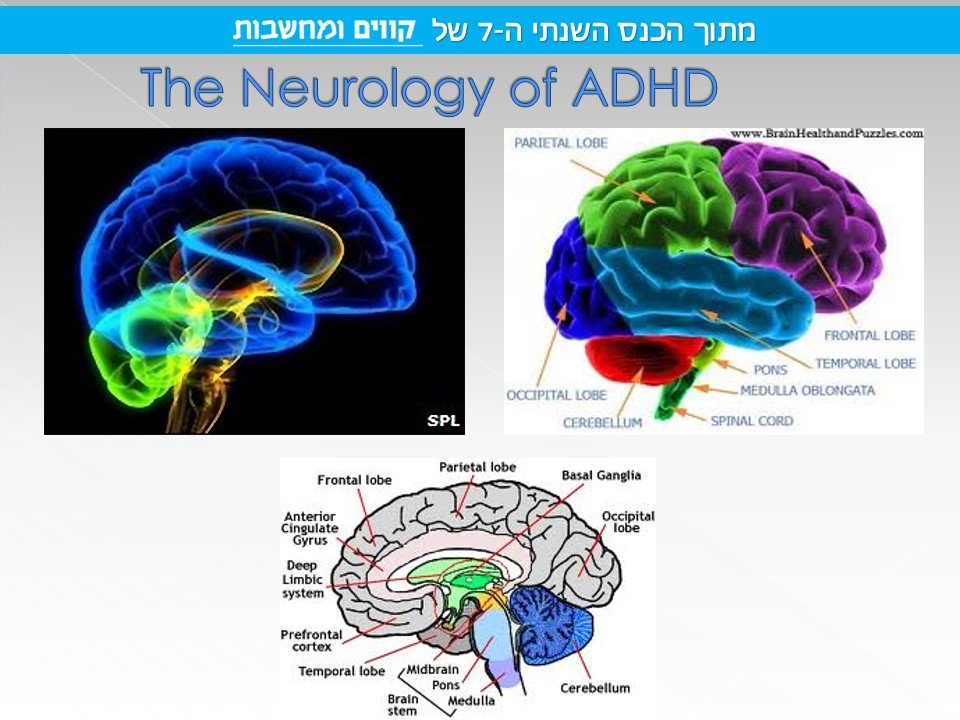 מתוך הכנס השנתי ה-7 של קווים ומחשבות
The Neurology of ADHD
SPL
www.BrainHealthandPuzzles.com
PARIETAL LOBE
FRONTAL LOBE
TEMPORAL LOBE
PONS
MEDULLA OBLONGATA
OCCIPITAL LOBE
SPINAL CORD
CEREBELLUM
Parietal lobe
Frontal lobe
Basal Ganglia
Anterior
Cingulate
Gyrus
Occipital
lobe
Deep
Limbic
system
Prefrontal
cortex
Temporal lobe
Midbrain
Pons
Medulla
Brain
stem
Cerebellum